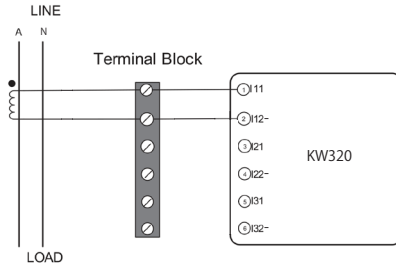 LINE
A N
Terminal Block
1 I11
2 I12-
3 I21
4 I22-
5 I31
6 I32-
KW320
LOAD